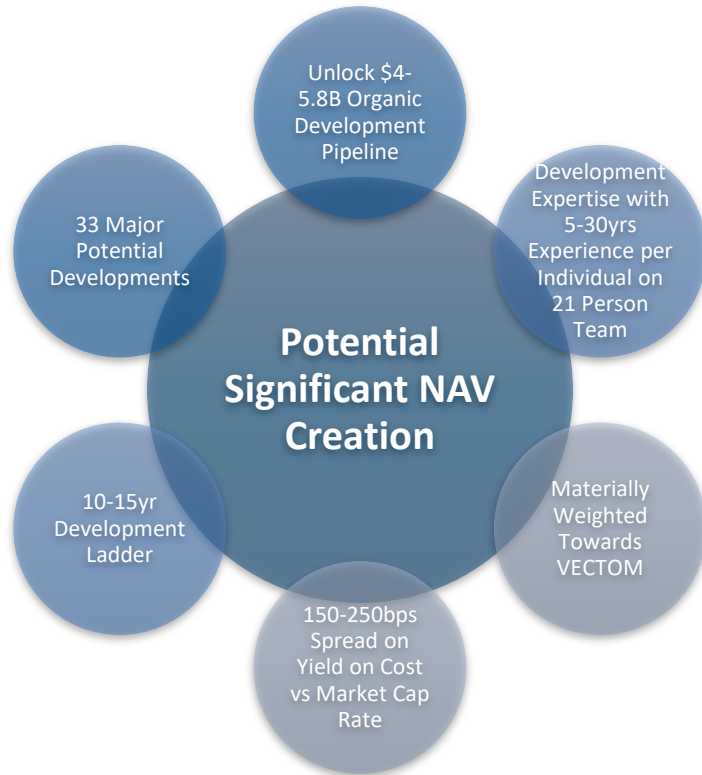 Unlock $4-
5.8B Organic
Development
Pipeline
Development
Expertise with
5-30yrs
Experience per
Individual on
21 Person
Team
Materially
Weighted
Towards
VECTOM
150-250bps
Spread on
Yield on Cost
vs Market Cap
Rate
10-15yr
Development
Ladder
33 Major
Potential
Developments
Potential
Significant NAV
Creation